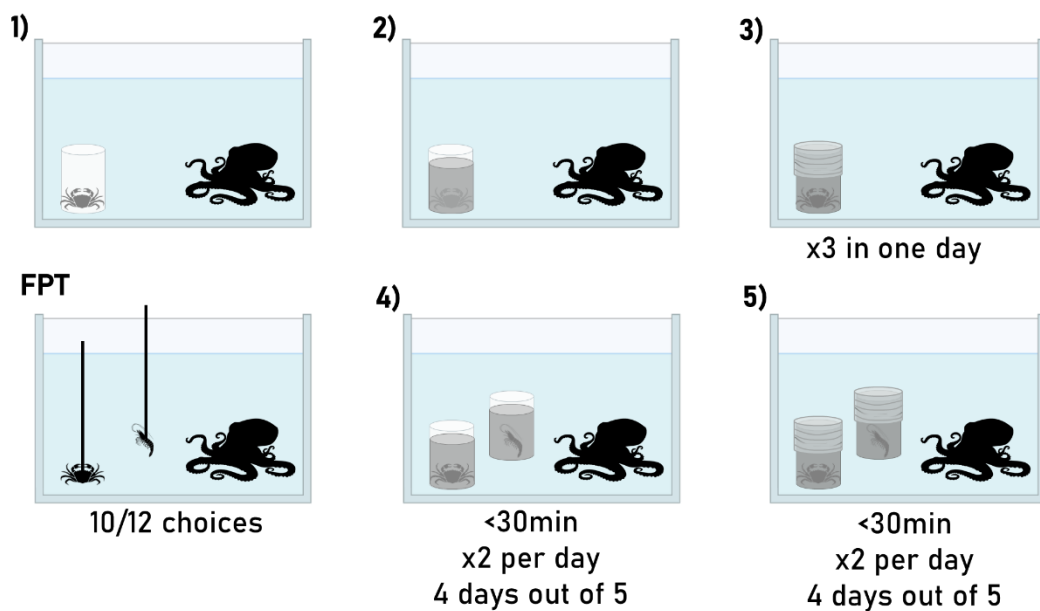 1)
2)
3)
x3 in one day
FPT
4)
5)
10/12 choices
<30min
x2 per day
4 days out of 5
<30min
x2 per day
4 days out of 5